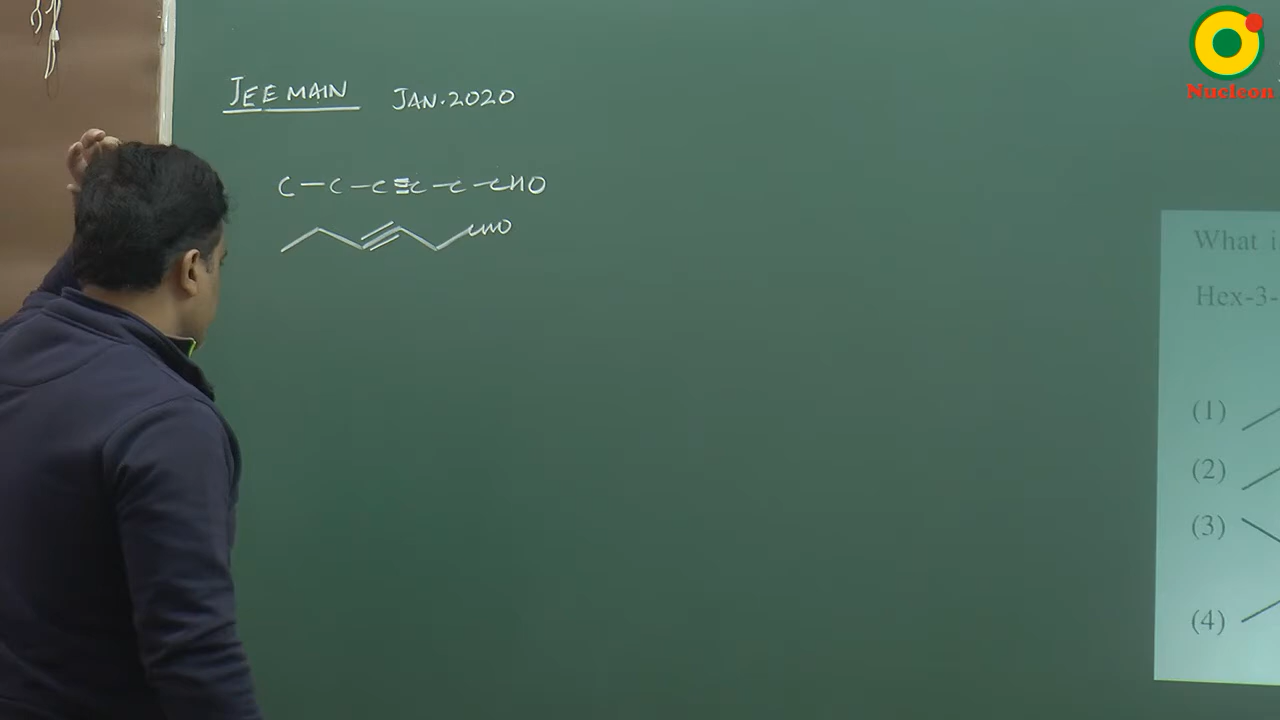 JEE MAIN JAN. 2020
C — C — C ≡ C — C — CHO
CHO
Nucleon
What i
Hex-3-
(1)
(2)
(3)
(4)